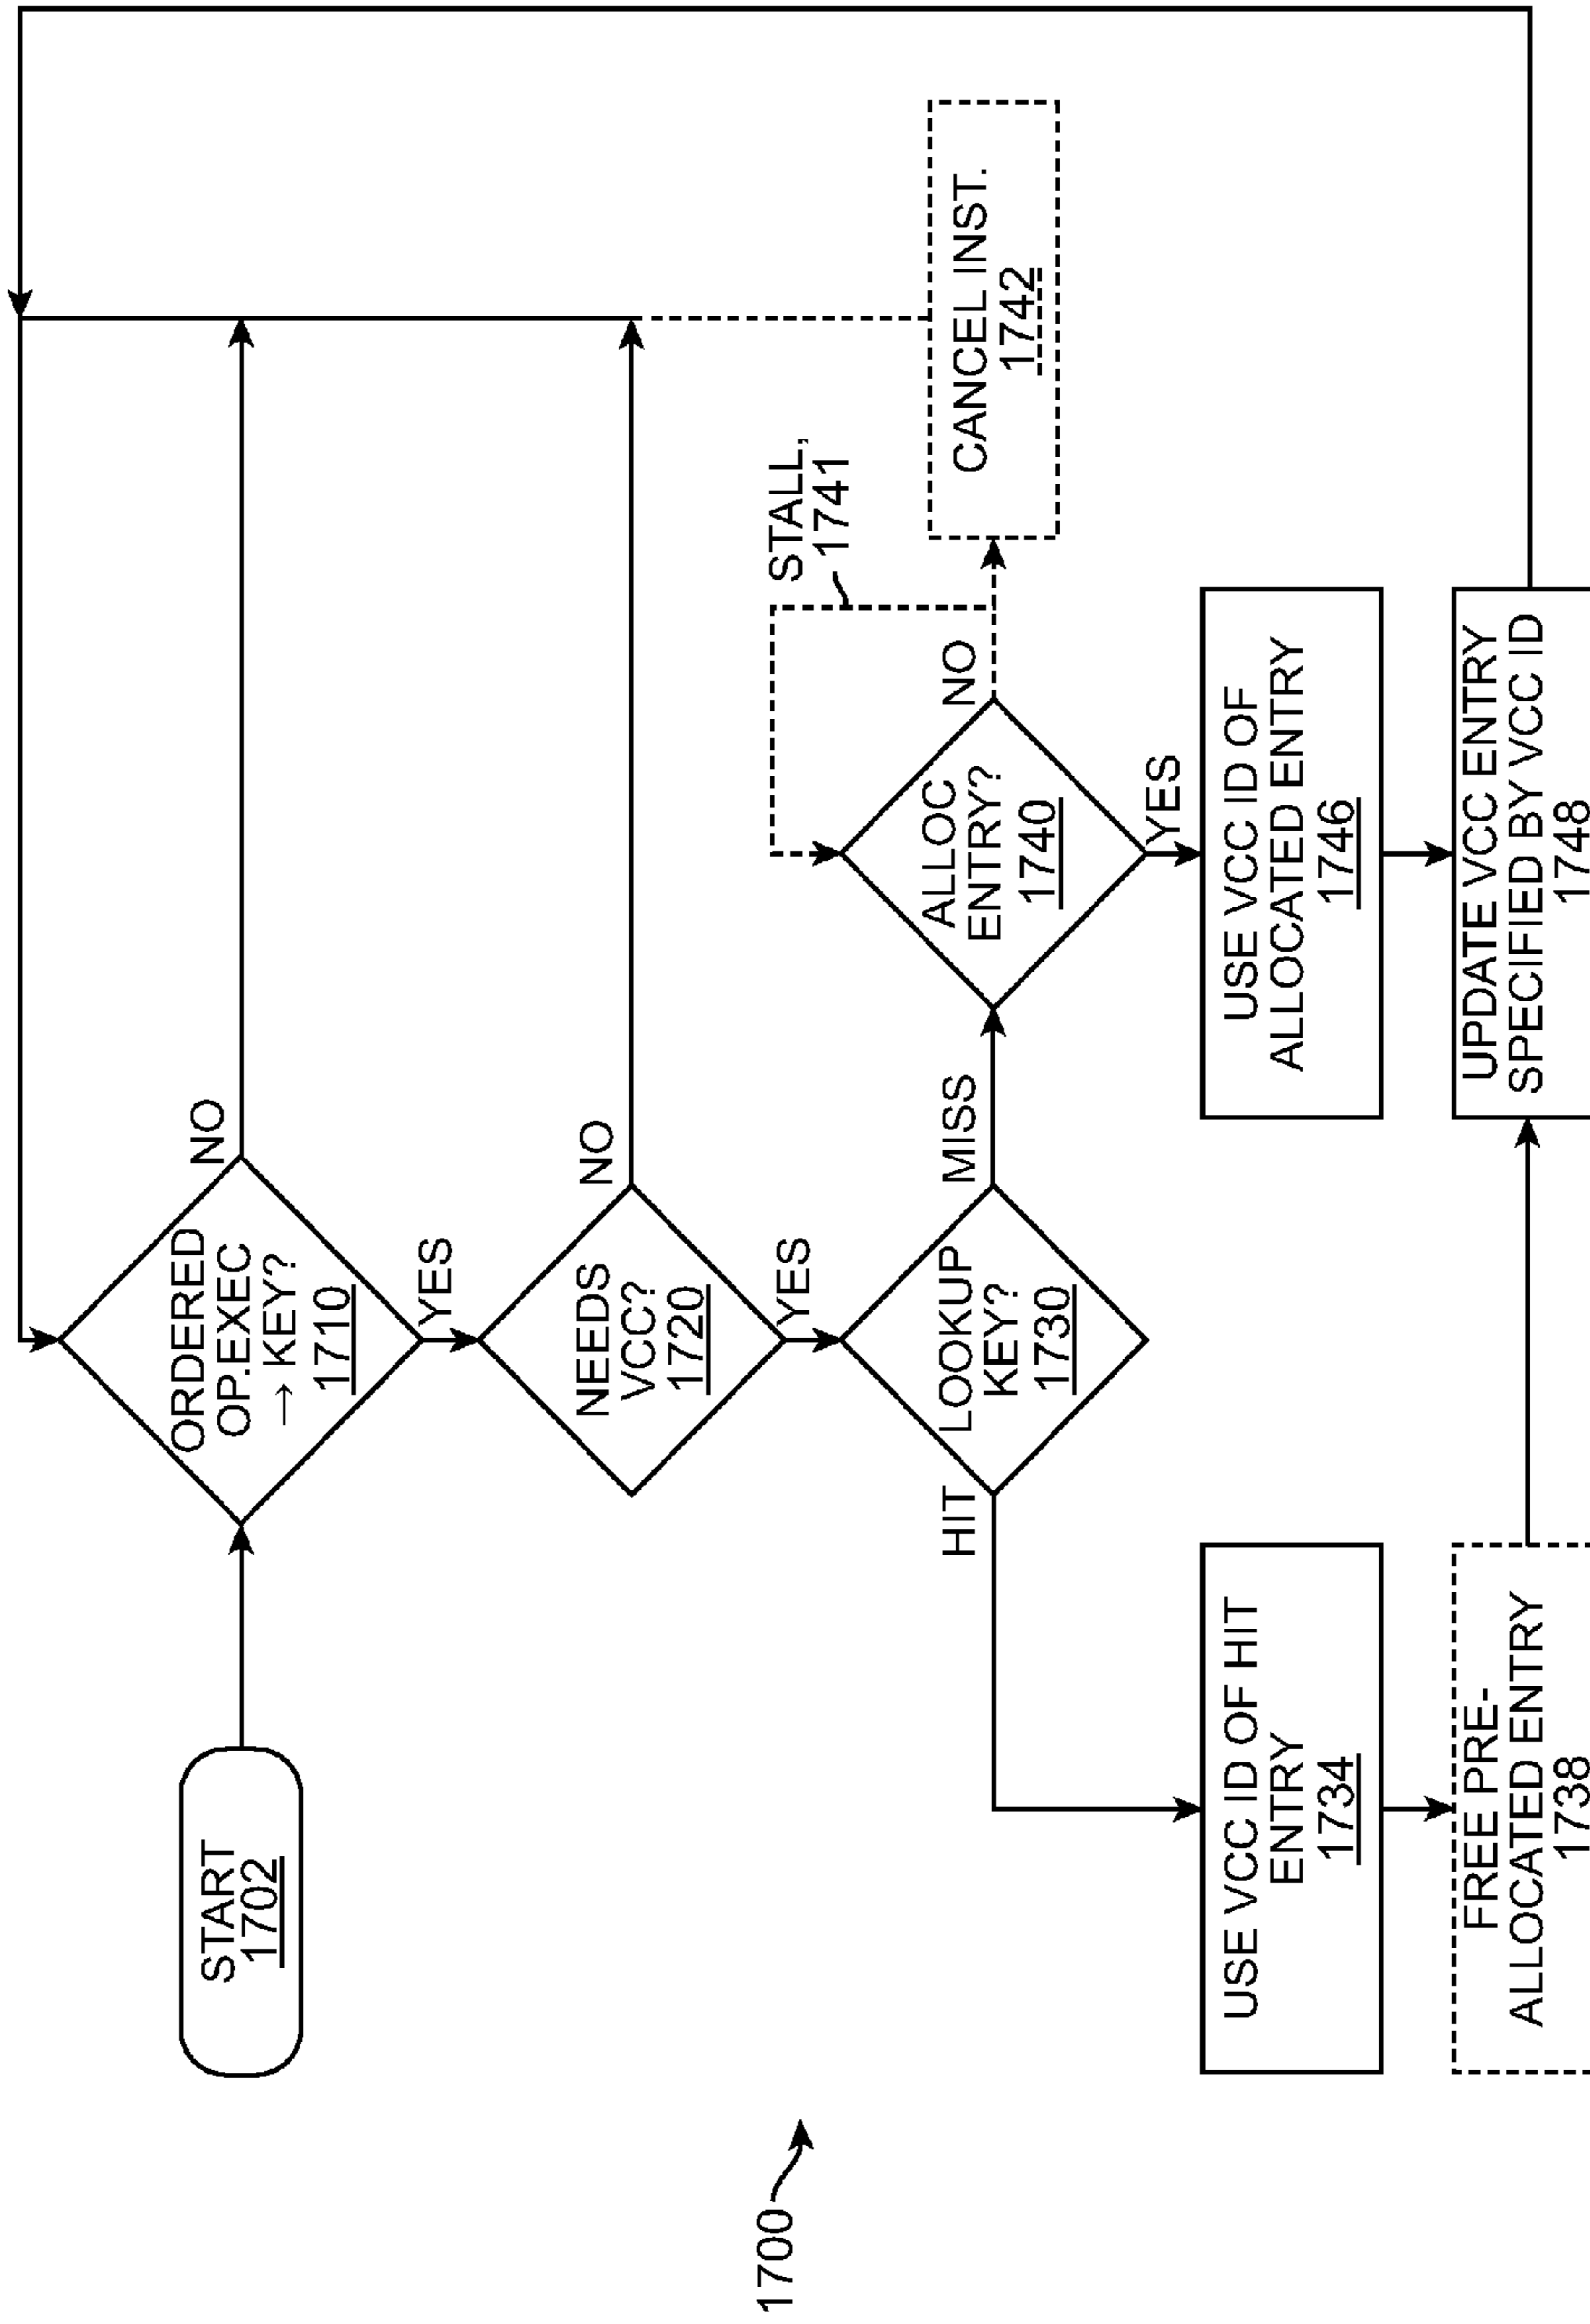 START
1702
ORDERED
OP.EXEC
→ KEY?
1710
NO
YES
NEEDS
VCC?
1720
NO
YES
LOOKUP
KEY?
1730
HIT
MISS
ALLOC
ENTRY?
1740
NO
YES
STALL,
1741
CANCEL INST.
1742
USE VCC ID OF HIT
ENTRY
1734
USE VCC ID OF
ALLOCATED ENTRY
1746
FREE PRE-
ALLOCATED ENTRY
1738
UPDATE VCC ENTRY
SPECIFIED BY VCC ID
1748
1700